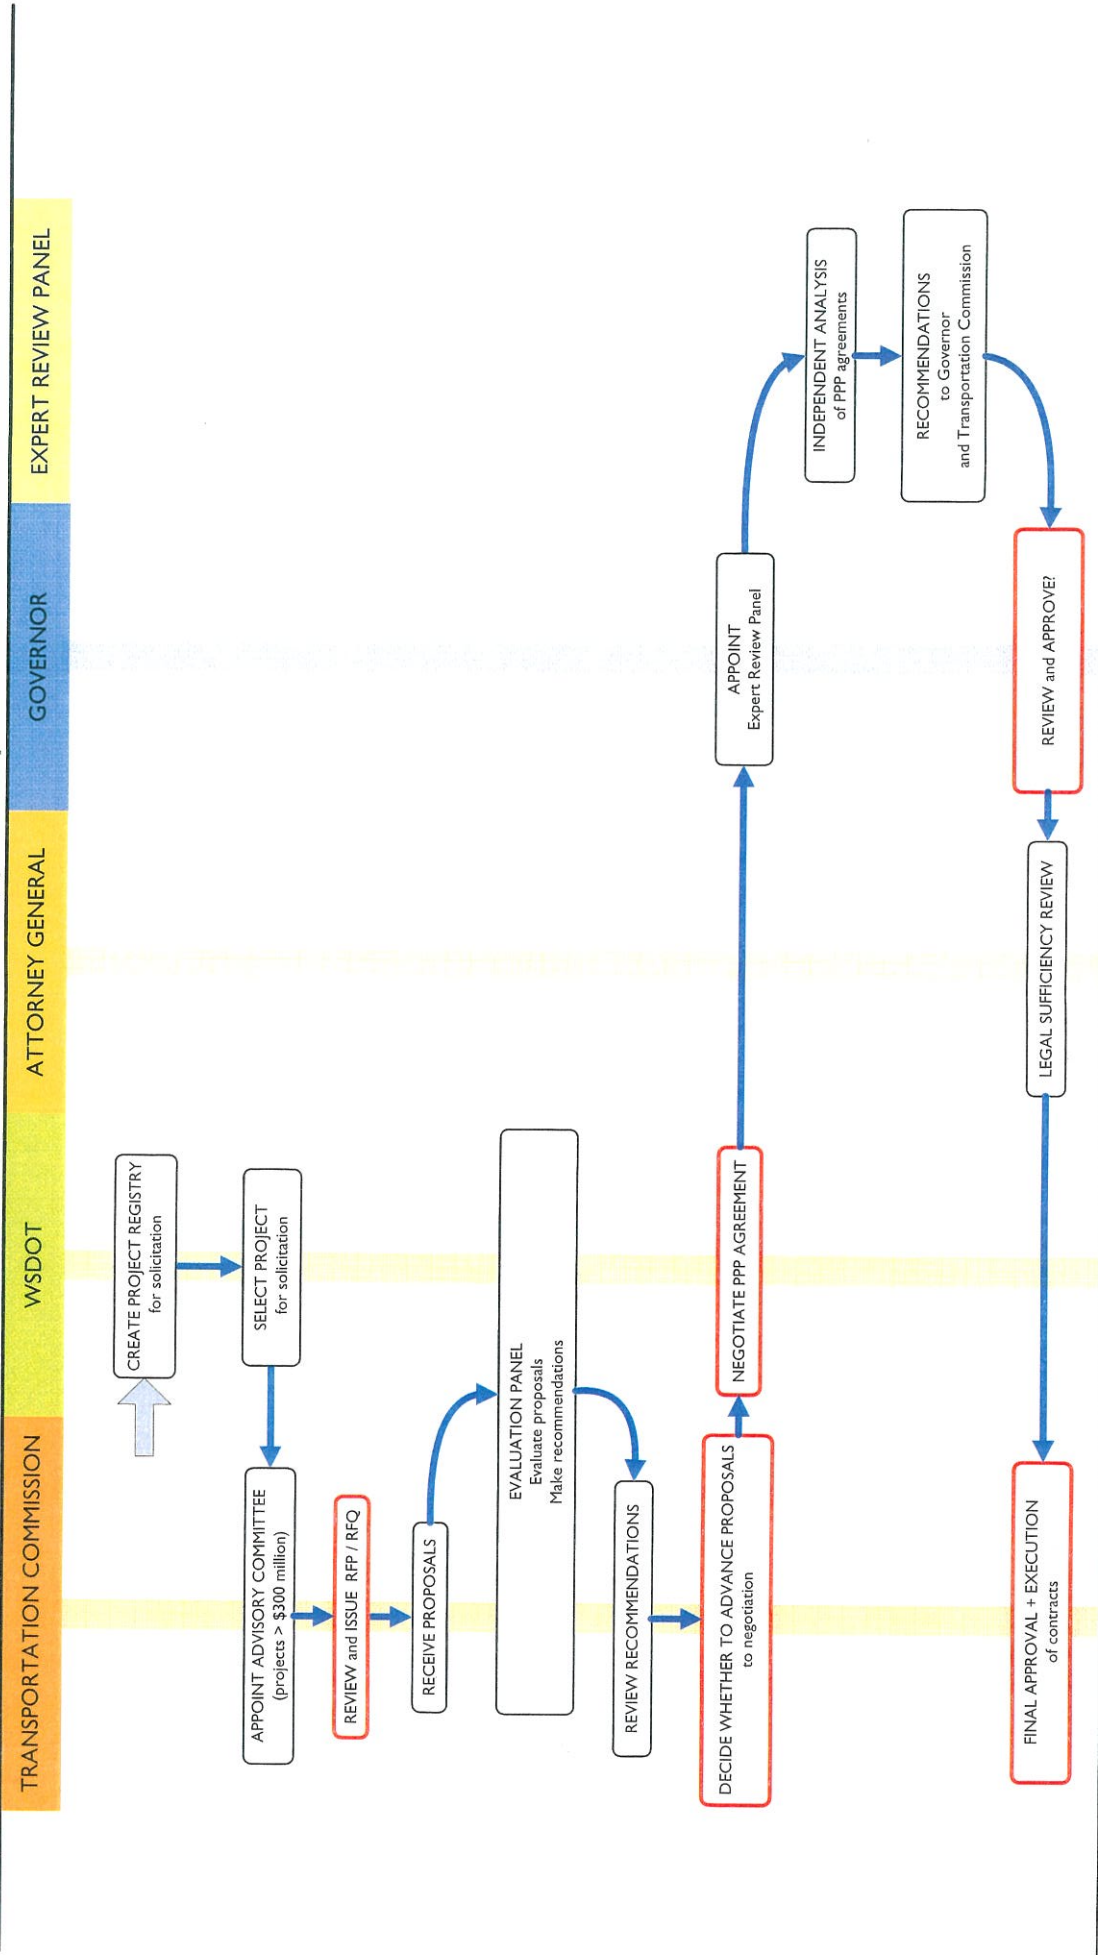 TRANSPORTATION COMMISSION
WSDOT
ATTORNEY GENERAL
GOVERNOR
EXPERT REVIEW PANEL
CREATE PROJECT REGISTRY
for solicitation
SELECT PROJECT
for solicitation
APPOINT ADVISORY COMMITTEE
(projects > $300 million)
REVIEW and ISSUE RFP / RFQ
RECEIVE PROPOSALS
EVALUATION PANEL
Evaluate proposals
Make recommendations
REVIEW RECOMMENDATIONS
DECIDE WHETHER TO ADVANCE PROPOSALS
to negotiation
NEGOTIATE PPP AGREEMENT
APPOINT
Expert Review Panel
INDEPENDENT ANALYSIS
of PPP agreements
RECOMMENDATIONS
to Governor
and Transportation Commission
REVIEW and APPROVE?
LEGAL SUFFICIENCY REVIEW
FINAL APPROVAL + EXECUTION
of contracts